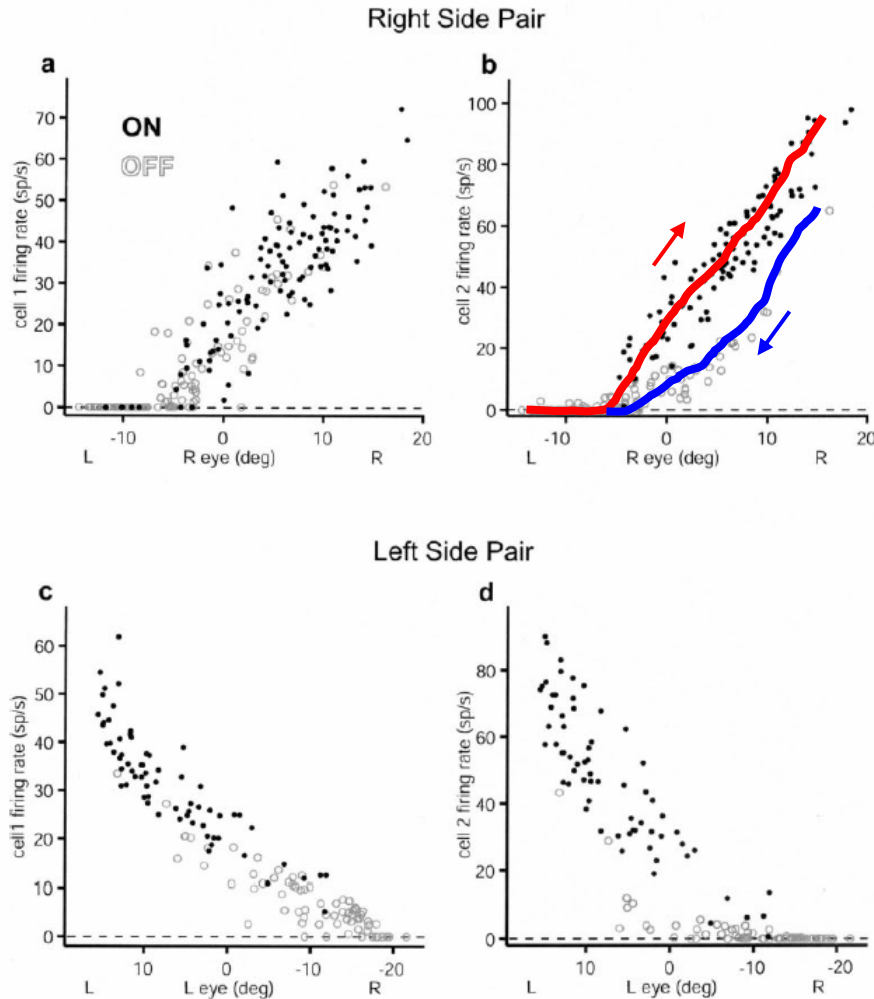 Right Side Pair
a
b
ON
OFF
cell 1 firing rate (sp/s)
70
60
50
40
30
20
10
0
-10
0
10
20
L
R eye (deg)
R
cell 2 firing rate (sp/s)
100
80
60
40
20
0
-10
0
10
20
L
R eye (deg)
R
Left Side Pair
c
d
cell1 firing rate (sp/s)
60
50
40
30
20
10
0
10
0
-10
-20
L
L eye (deg)
R
cell 2 firing rate (sp/s)
80
60
40
20
0
10
0
-10
-20
L
L eye (deg)
R